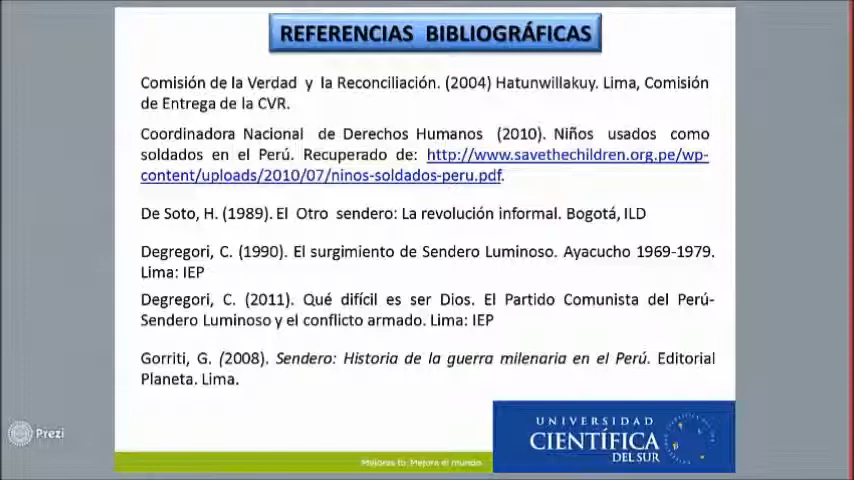 REFERENCIAS BIBLIOGRÁFICAS
Comisión de la Verdad y la Reconciliación. (2004) Hatunwillakuy. Lima, Comisión
de Entrega de la CVR.
Coordinadora Nacional de Derechos Humanos (2010). Niños usados como
soldados en el Perú. Recuperado de: http://www.savethechildren.org.pe/wp-
content/uploads/2010/07/ninos-soldados-peru.pdf.
De Soto, H. (1989). El Otro sendero: La revolución informal. Bogotá, ILD
Degregori, C. (1990). El surgimiento de Sendero Luminoso. Ayacucho 1969-1979.
Lima: IEP
Degregori, C. (2011). Qué difícil es ser Dios. El Partido Comunista del Perú-
Sendero Luminoso y el conflicto armado. Lima: IEP
Gorriti, G. (2008). Sendero: Historia de la guerra milenaria en el Perú. Editorial
Planeta. Lima.
UNIVERSIDAD
CIENTÍFICA
DEL SUR
Prezi
Mejores tú, Mejora el mundo.